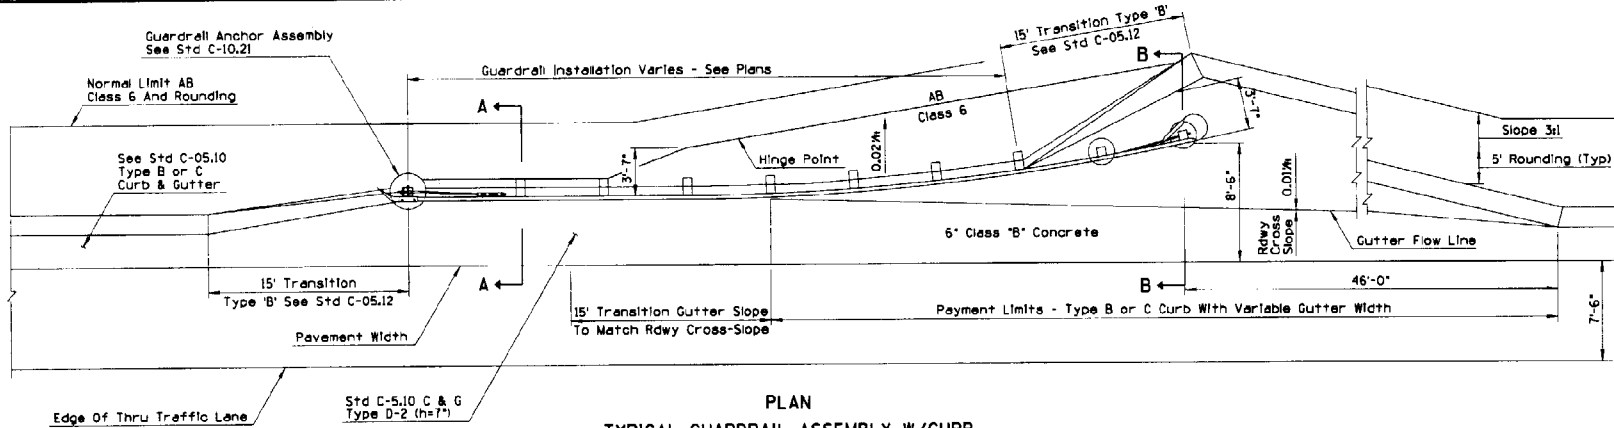 15' Transition Type 'B'
See Std C-05.12
Guardrail Anchor Assembly
See Std C-10.21
B
Guardrail Installation Varies - See Plans
Normal Limit AB
Class 6 And Rounding
A
AB
Class 6
3'-7"
Slope 3:1
See Std C-05.10
Type B or C
Curb & Gutter
3'-7"
Hinge Point
0.02'/ft
5' Rounding (Typ)
8'-6"
0.01'/ft
6" Class "B" Concrete
Rdwy
Cross
Slope
Gutter Flow Line
15' Transition
Type 'B' See Std C-05.12
A
B
46'-0"
15' Transition Gutter Slope
To Match Rdwy Cross-Slope
Payment Limits - Type B or C Curb With Variable Gutter Width
7'-6"
Pavement Width
Edge Of Thru Traffic Lane
Std C-5.10 C & G
Type D-2 (h=7")
PLAN
TYPICAL GUARDRAIL ASSEMBLY W/CURB